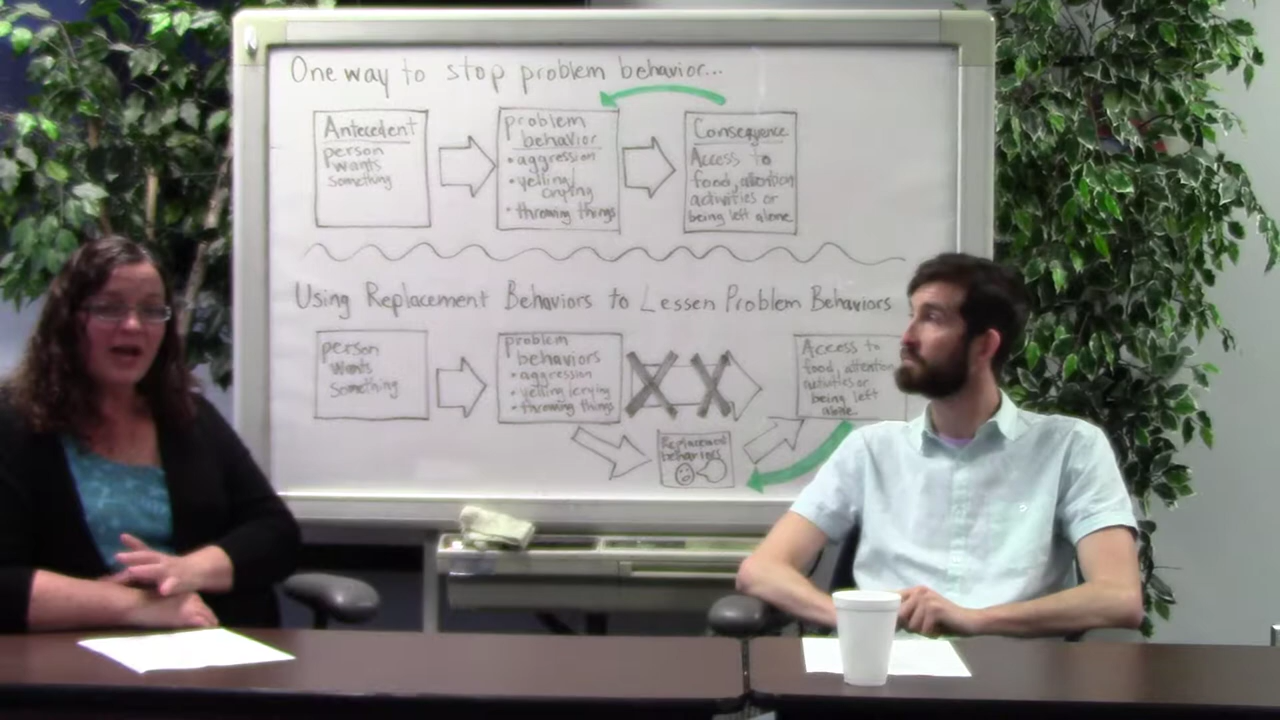 One way to stop problem behavior...
Antecedent
person
wants
something
problem
behavior
• aggression
• yelling
crying
• throwing things
Consequence
Access to
food, attention
activities or
being left alone
Using Replacement Behaviors to Lessen Problem Behaviors
person
wants
something
problem
behaviors
• aggression
• yelling/crying
• throwing things
Access to
food, attention
activities or
being left
alone
Replacement
behaviors